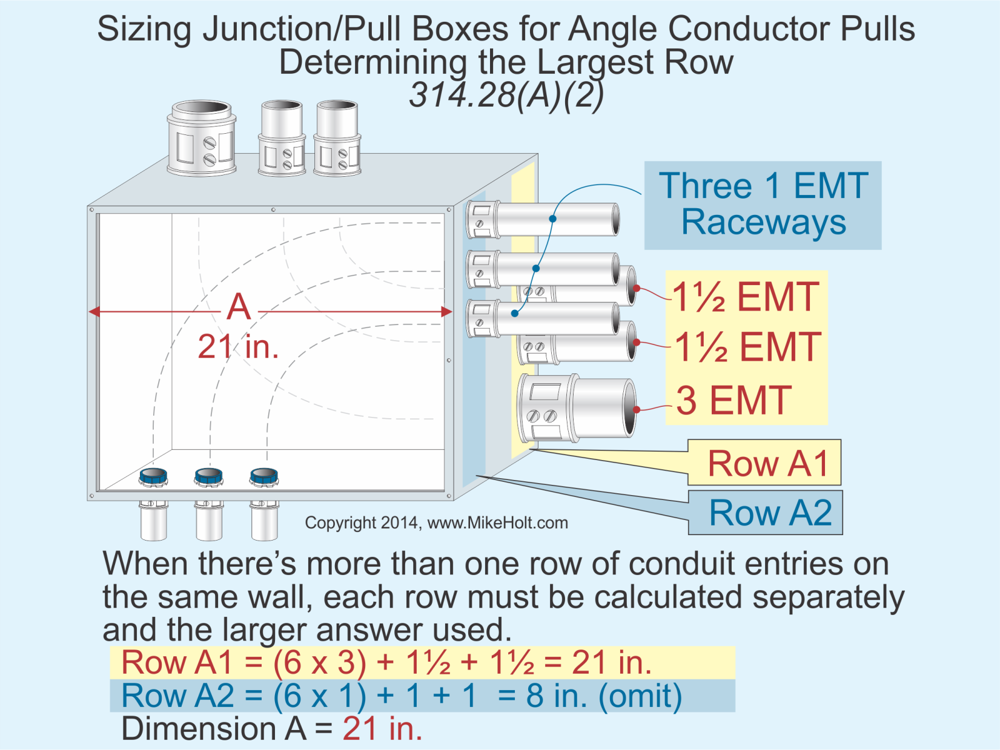 Sizing Junction/Pull Boxes for Angle Conductor Pulls
Determining the Largest Row
314.28(A)(2)
Three 1 EMT
Raceways
1½ EMT
A
21 in.
1½ EMT
3 EMT
Row A1
Row A2
Copyright 2014, www.MikeHolt.com
When there’s more than one row of conduit entries on
the same wall, each row must be calculated separately
and the larger answer used.
Row A1 = (6 x 3) + 1½ + 1½ = 21 in.
Row A2 = (6 x 1) + 1 + 1 = 8 in. (omit)
Dimension A = 21 in.